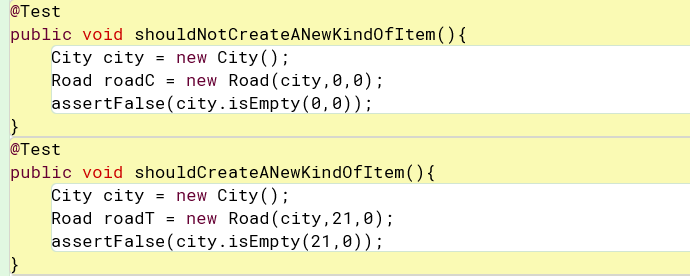 @Test
public void shouldNotCreateANewKindOfItem(){
    City city = new City();
    Road roadC = new Road(city,0,0);
    assertFalse(city.isEmpty(0,0));
}
@Test
public void shouldCreateANewKindOfItem(){
    City city = new City();
    Road roadT = new Road(city,21,0);
    assertFalse(city.isEmpty(21,0));
}